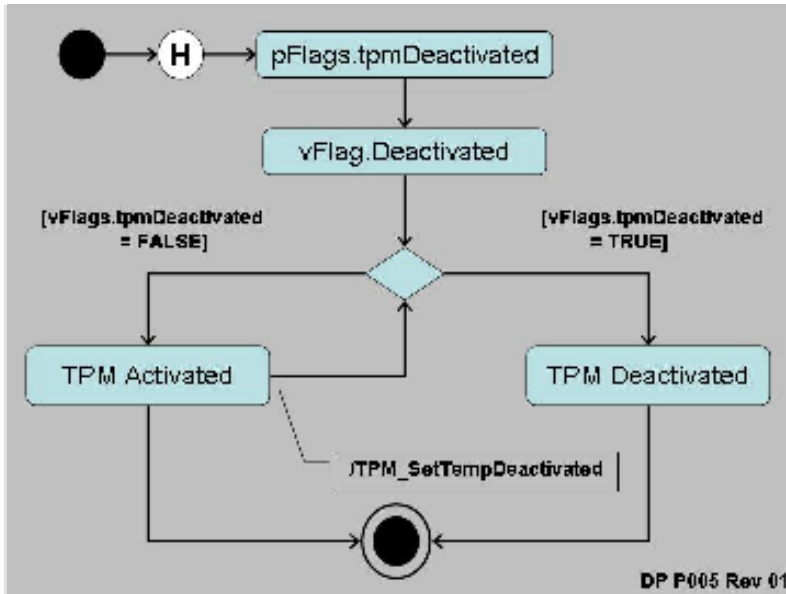 H
pFlags.tpmDeactivated
vFlag.Deactivated
[vFlags.tpmDeactivated
= FALSE]
[vFlags.tpmDeactivated
= TRUE]
TPM Activated
TPM Deactivated
/TPM_SetTempDeactivated
DP P005 Rev 01